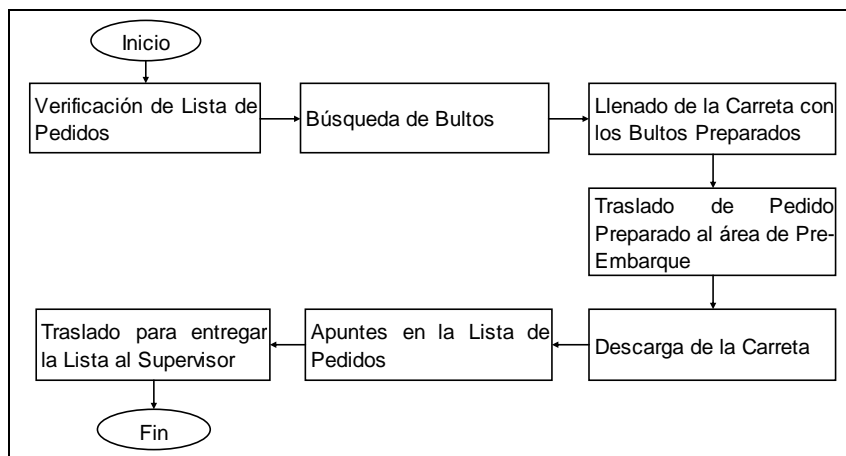 Inicio
Verificación de Lista de
Pedidos
Búsqueda de Bultos
Llenado de la Carreta con
los Bultos Preparados
Traslado de Pedido
Preparado al área de Pre-
Embarque
Descarga de la Carreta
Apuntes en la Lista de
Pedidos
Traslado para entregar
la Lista al Supervisor
Fin